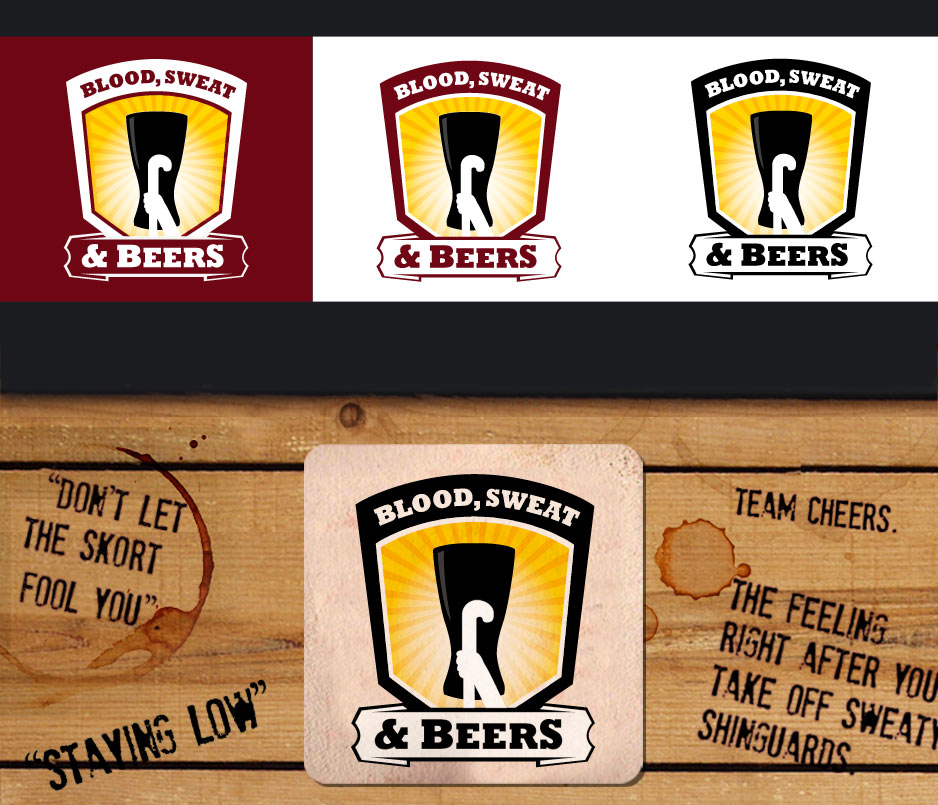 BLOOD, SWEAT
& BEERS
BLOOD, SWEAT
& BEERS
BLOOD, SWEAT
& BEERS
“DON'T LET
THE SKORT
FOOL YOU”
“STAYING LOW”
BLOOD, SWEAT
& BEERS
TEAM CHEERS.
THE FEELING
RIGHT AFTER YOU
TAKE OFF SWEATY
SHINGUARDS.